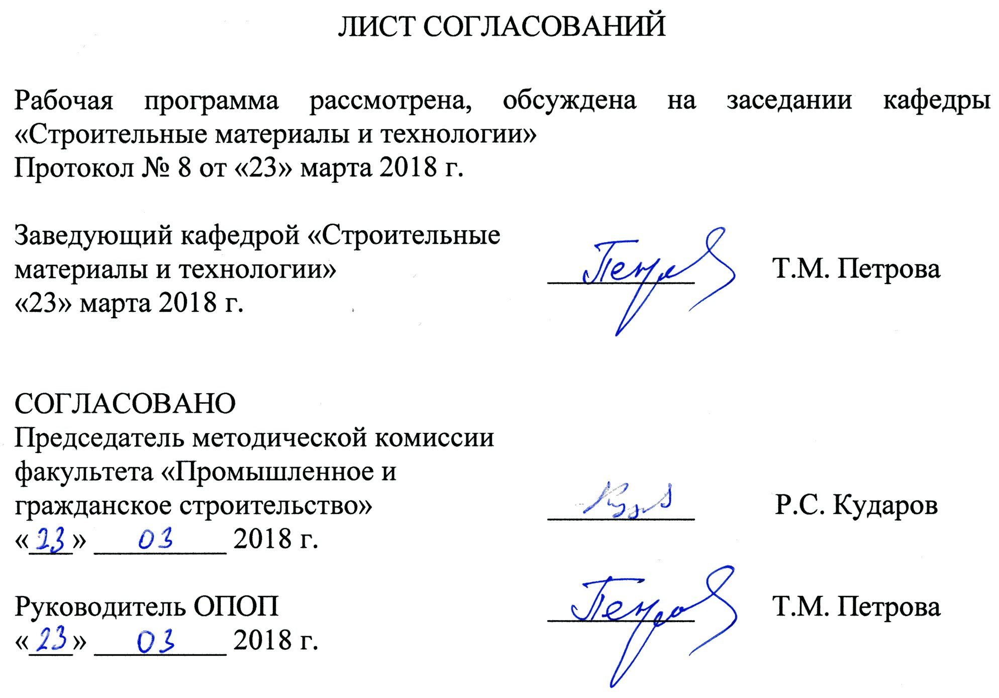 ЛИСТ СОГЛАСОВАНИЙ
Рабочая программа рассмотрена, обсуждена на заседании кафедры
«Строительные материалы и технологии»
Протокол № 8 от «23» марта 2018 г.
Заведующий кафедрой «Строительные
материалы и технологии» Т.М. Петрова
«23» марта 2018 г.
СОГЛАСОВАНО
Председатель методической комиссии
факультета «Промышленное и
гражданское строительство» Р.С. Кударов
«23» 03 2018 г.
Руководитель ОПОП Т.М. Петрова
«23» 03 2018 г.